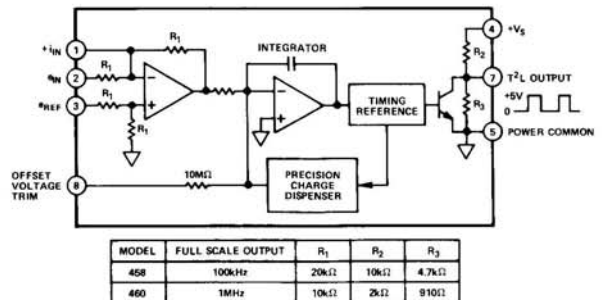 +iIN
1
R1
INTEGRATOR
4
+VS
R2
eIN
2
R1
7
T²L OUTPUT
eREF
3
R1
R1
TIMING
REFERENCE
R3
+5V
0
5
POWER COMMON
OFFSET
VOLTAGE
TRIM
8
10MΩ
PRECISION
CHARGE
DISPENSER
MODEL FULL SCALE OUTPUT R1 R2 R3
458 100kHz 20kΩ 10kΩ 4.7kΩ
460 1MHz 10kΩ 2kΩ 910Ω